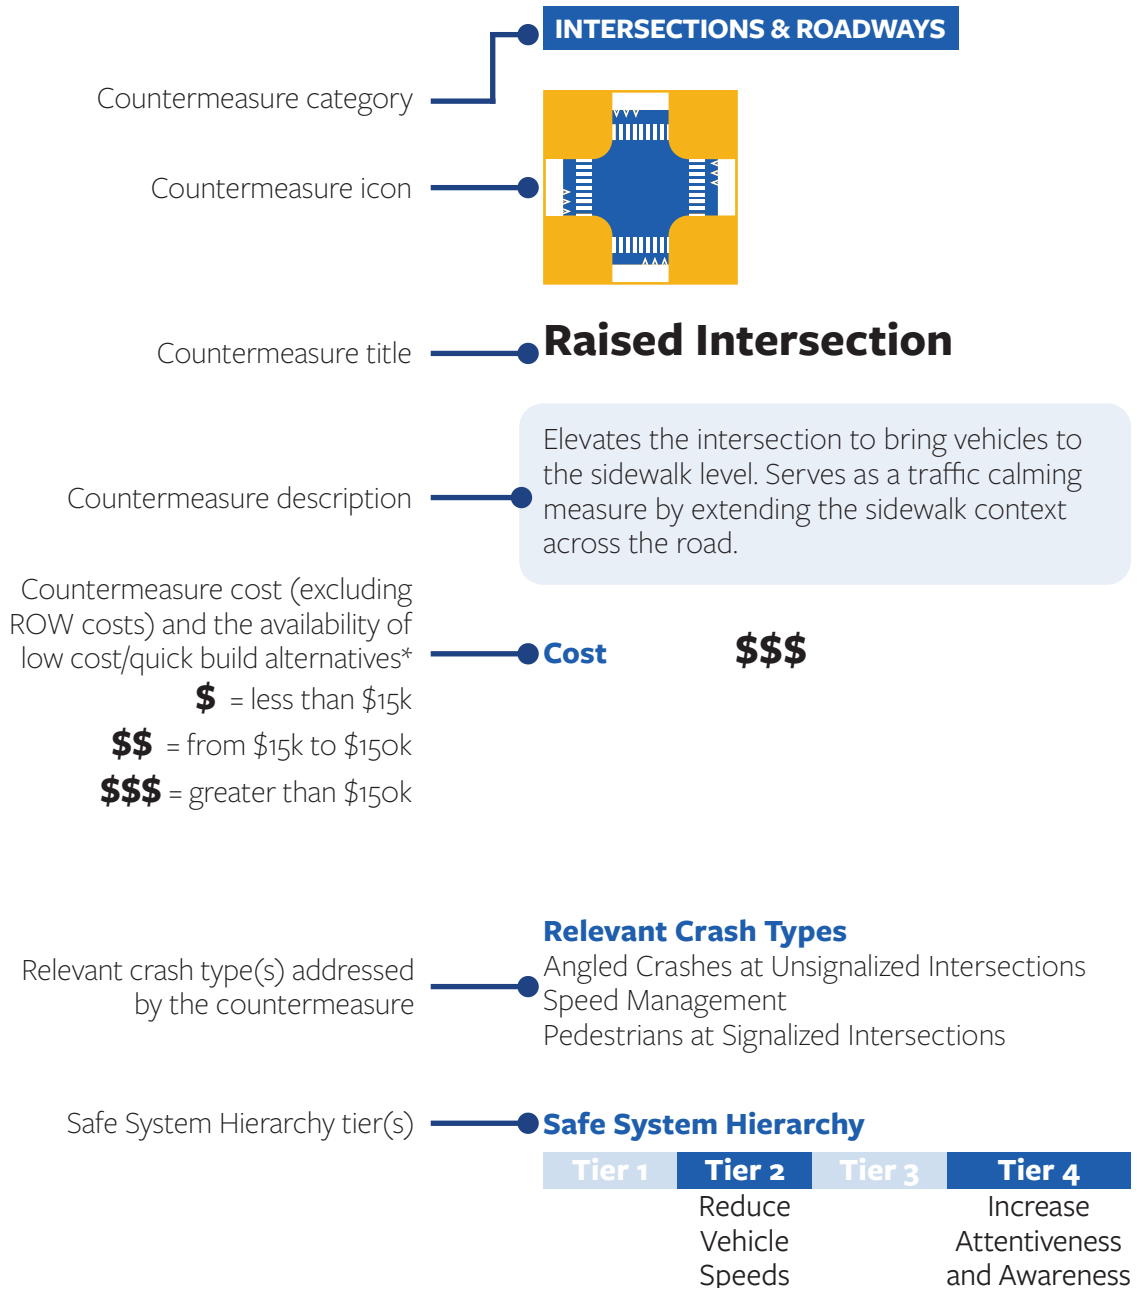 INTERSECTIONS & ROADWAYS
Countermeasure category
Countermeasure icon
Countermeasure title
Raised Intersection
Countermeasure description
Elevates the intersection to bring vehicles to
the sidewalk level. Serves as a traffic calming
measure by extending the sidewalk context
across the road.
Countermeasure cost (excluding
ROW costs) and the availability of
low cost/quick build alternatives*
$ = less than $15k
$$ = from $15k to $150k
$$$ = greater than $150k
Cost $$$
Relevant crash type(s) addressed
by the countermeasure
Relevant Crash Types
Angled Crashes at Unsignalized Intersections
Speed Management
Pedestrians at Signalized Intersections
Safe System Hierarchy tier(s)
Safe System Hierarchy
Tier 1 Tier 2 Tier 3 Tier 4
Reduce
Vehicle
Speeds
Increase
Attentiveness
and Awareness